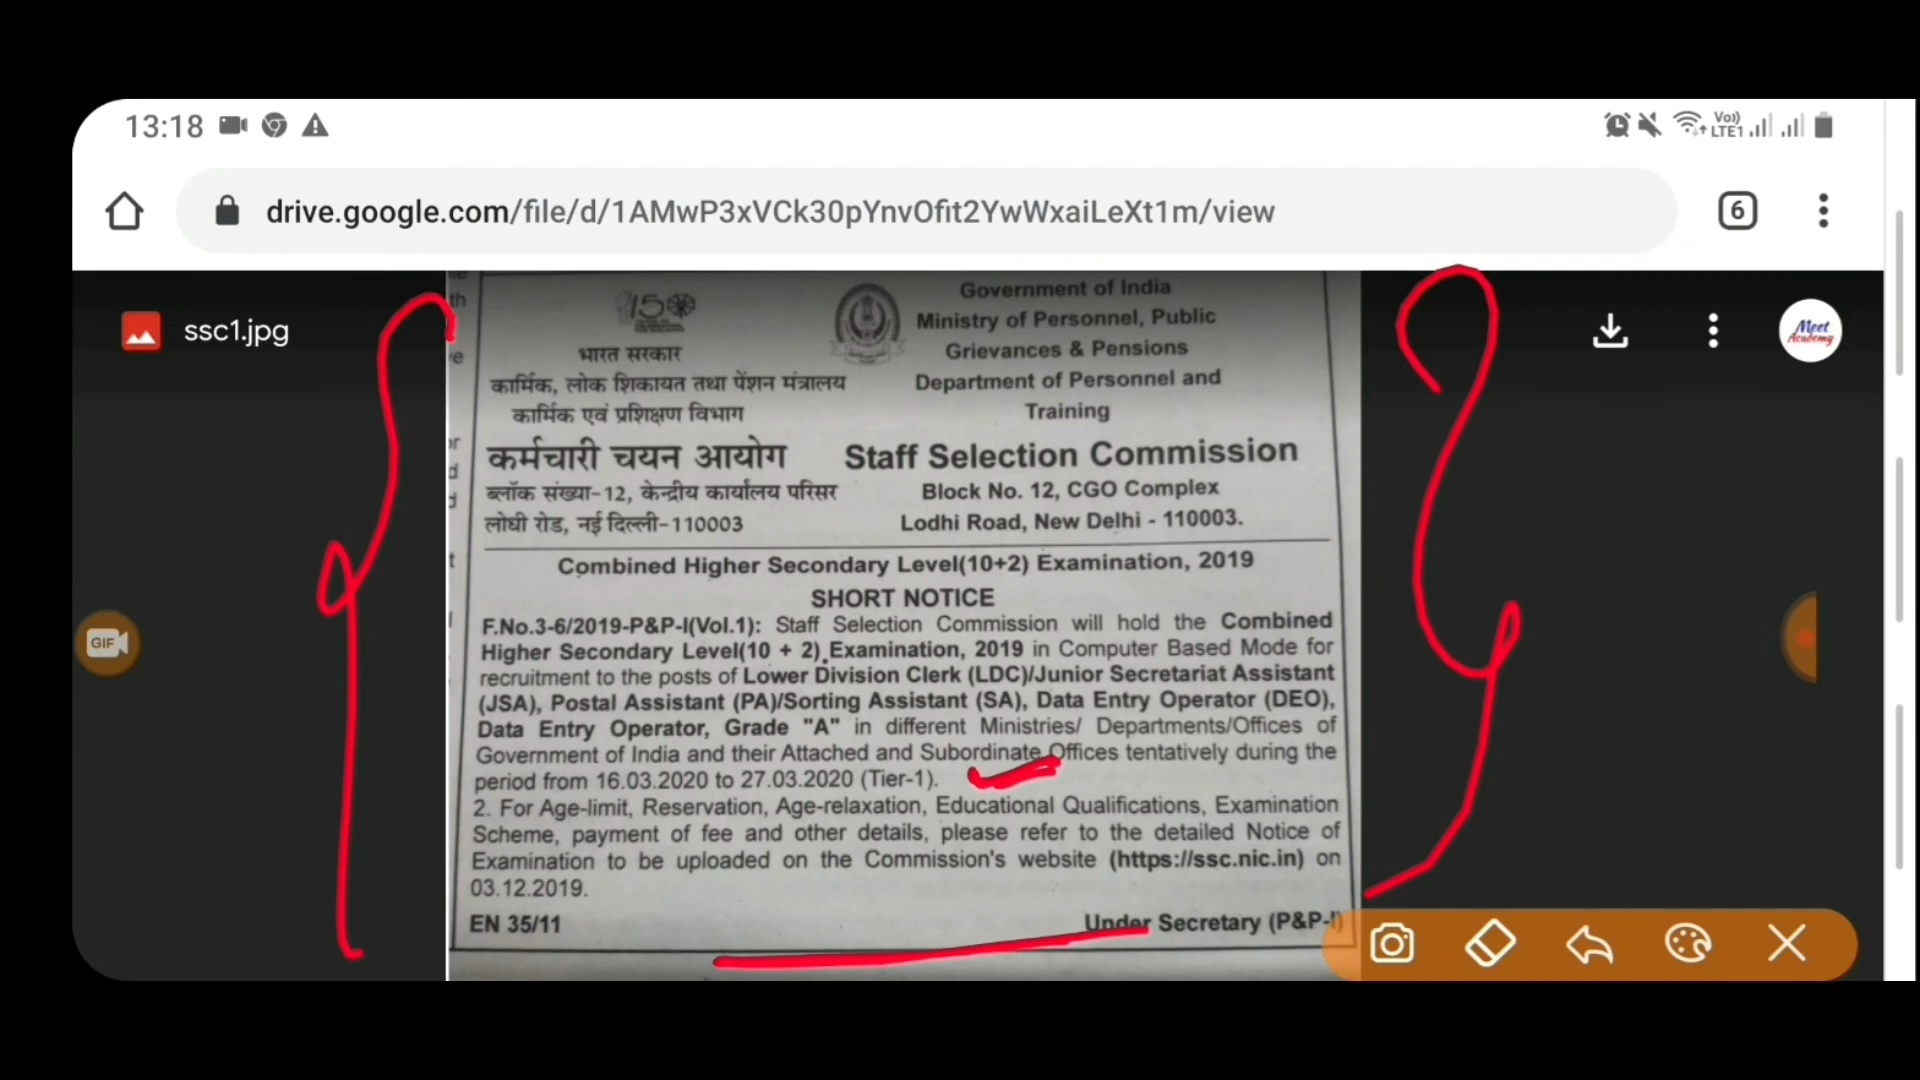 13:18
Vo)) LTE1
drive.google.com/file/d/1AMwP3xVCk30pYnvOfit2YwWxaiLeXt1m/view
6
ssc1.jpg
Meet Academy
GIF
150
भारत सरकार
कार्मिक, लोक शिकायत तथा पेंशन मंत्रालय
कार्मिक एवं प्रशिक्षण विभाग
कर्मचारी चयन आयोग
ब्लॉक संख्या-12, केन्द्रीय कार्यालय परिसर
लोधी रोड, नई दिल्ली-110003
Government of India
Ministry of Personnel, Public
Grievances & Pensions
Department of Personnel and
Training
Staff Selection Commission
Block No. 12, CGO Complex
Lodhi Road, New Delhi - 110003.
Combined Higher Secondary Level(10+2) Examination, 2019
SHORT NOTICE
F.No.3-6/2019-P&P-I(Vol.1): Staff Selection Commission will hold the Combined
Higher Secondary Level(10 + 2) Examination, 2019 in Computer Based Mode for
recruitment to the posts of Lower Division Clerk (LDC)/Junior Secretariat Assistant
(JSA), Postal Assistant (PA)/Sorting Assistant (SA), Data Entry Operator (DEO),
Data Entry Operator, Grade "A" in different Ministries/ Departments/Offices of
Government of India and their Attached and Subordinate Offices tentatively during the
period from 16.03.2020 to 27.03.2020 (Tier-1).
2. For Age-limit, Reservation, Age-relaxation, Educational Qualifications, Examination
Scheme, payment of fee and other details, please refer to the detailed Notice of
Examination to be uploaded on the Commission's website (https://ssc.nic.in) on
03.12.2019.
EN 35/11
Under Secretary (P&P-I)